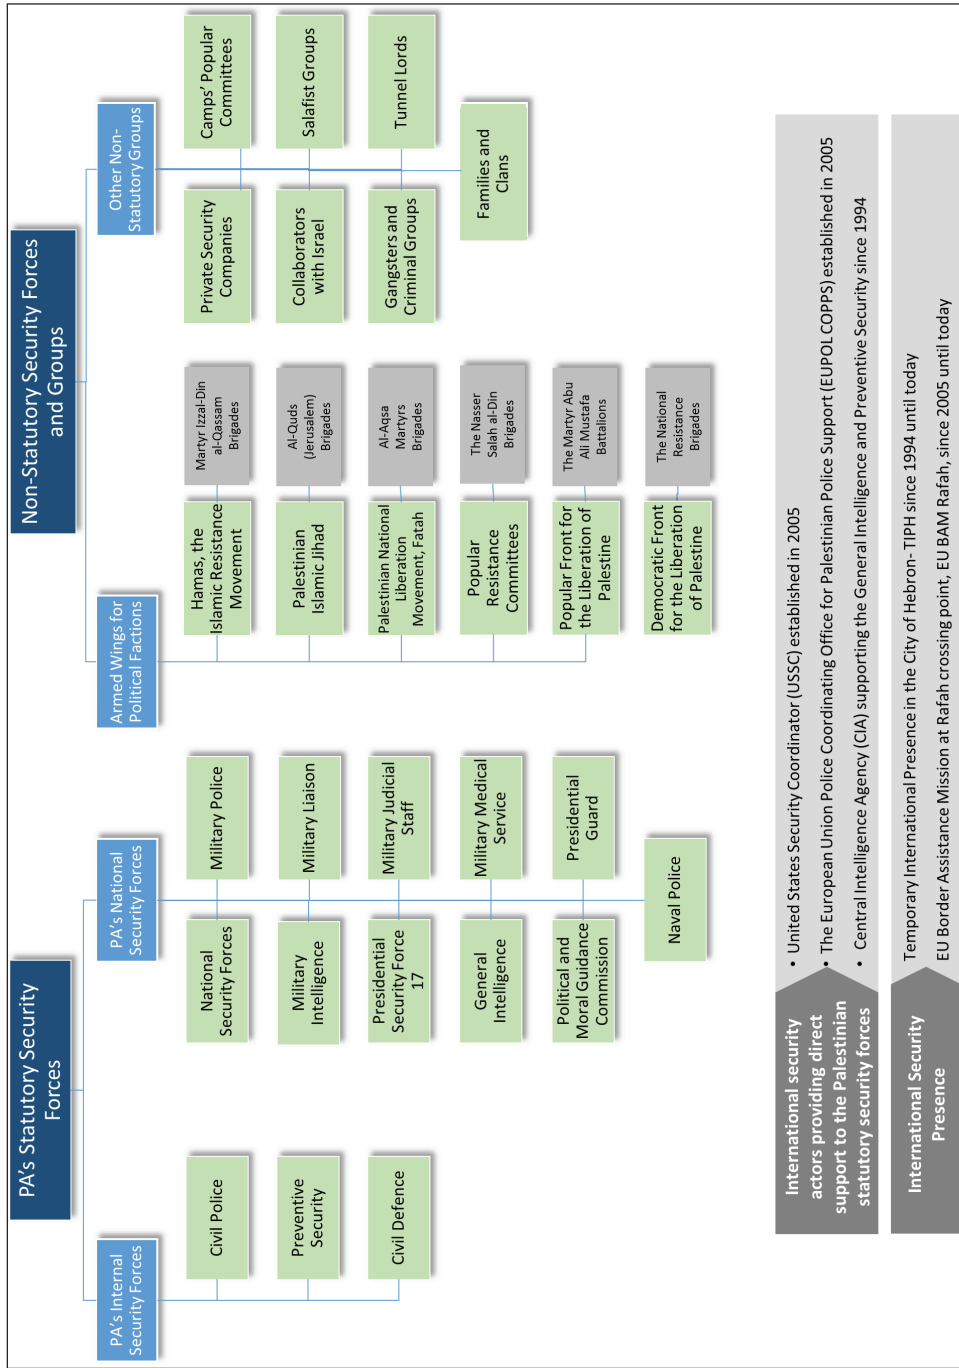 PA's Statutory Security
Forces
PA's Internal
Security Forces
Civil Police
Preventive
Security
Civil Defence
PA's National
Security Forces
National
Security Forces
Military Police
Military
Intelligence
Military Liaison
Presidential
Security Force
17
Military Judicial
Staff
General
Intelligence
Military Medical
Service
Political and
Moral Guidance
Commission
Presidential
Guard
Naval Police
Non-Statutory Security Forces
and Groups
Armed Wings for
Political Factions
Hamas, the
Islamic Resistance
Movement
Martyr Izzal-Din
al-Qassam
Brigades
Palestinian
Islamic Jihad
Al-Quds
(Jerusalem)
Brigades
Palestinian National
Liberation
Movement, Fatah
Al-Aqsa
Martyrs
Brigades
Popular
Resistance
Committees
The Nasser
Salah al-Din
Brigades
Popular Front for
the Liberation of
Palestine
The Martyr Abu
Ali Mustafa
Battalions
Democratic Front
for the Liberation
of Palestine
The National
Resistance
Brigades
Other Non-
Statutory Groups
Private Security
Companies
Camps' Popular
Committees
Collaborators
with Israel
Salafist Groups
Gangsters and
Criminal Groups
Tunnel Lords
Families and
Clans
International security
actors providing direct
support to the Palestinian
statutory security forces
• United States Security Coordinator (USSC) established in 2005
• The European Union Police Coordinating Office for Palestinian Police Support (EUPOL COPPS) established in 2005
• Central Intelligence Agency (CIA) supporting the General Intelligence and Preventive Security since 1994
International Security
Presence
Temporary International Presence in the City of Hebron- TIPH since 1994 until today
EU Border Assistance Mission at Rafah crossing point, EU BAM Rafah, since 2005 until today